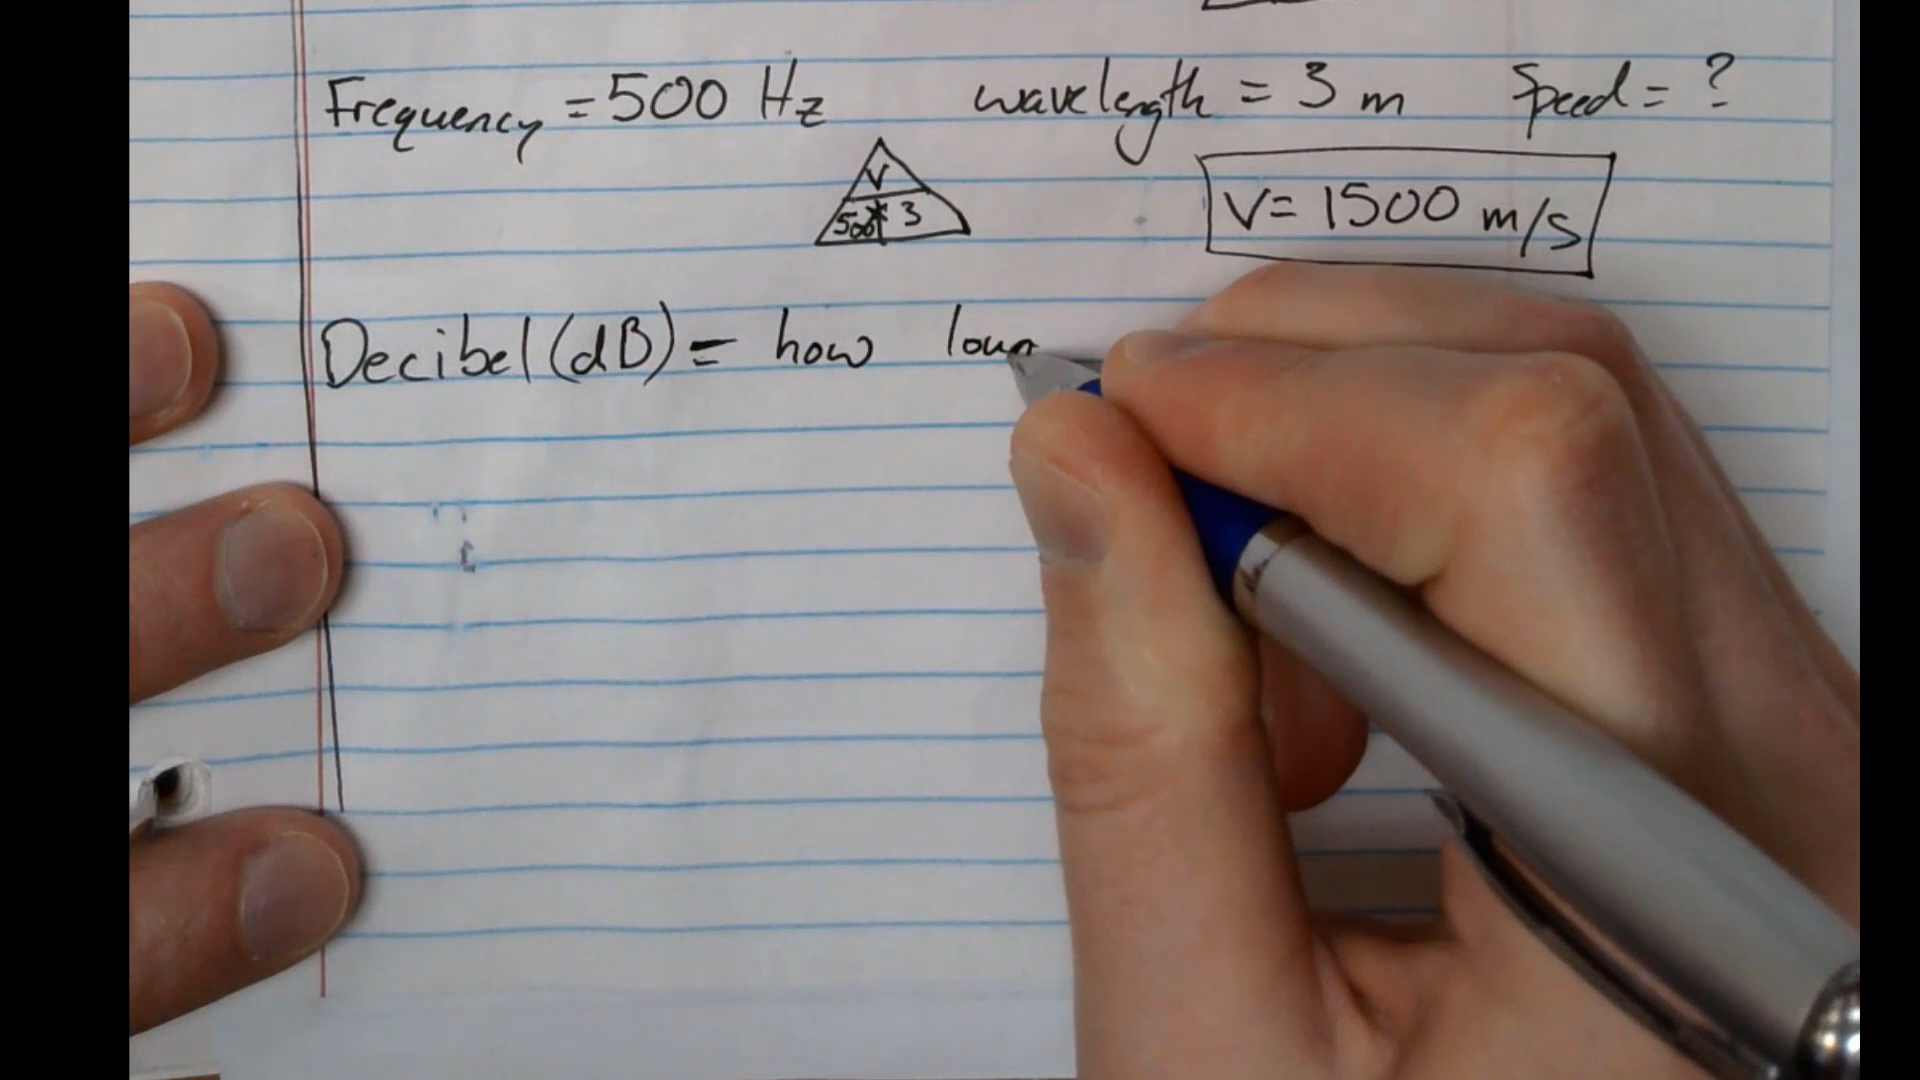 Frequency = 500 Hz wavelength = 3 m Speed = ?
V
500 * 3
V = 1500 m/s
Decibel (dB) = how